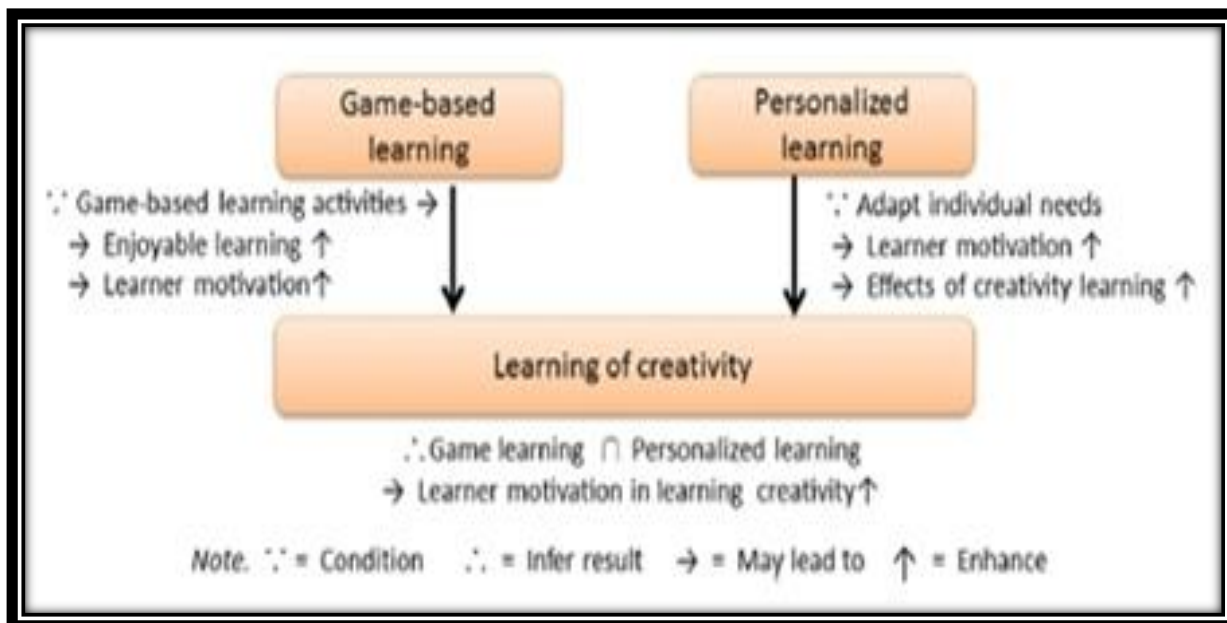 Game-based
learning
Personalized
learning
∵ Game-based learning activities →
→ Enjoyable learning ↑
→ Learner motivation↑
∵ Adapt individual needs
→ Learner motivation ↑
→ Effects of creativity learning ↑
Learning of creativity
∴Game learning ∩ Personalized learning
→ Learner motivation in learning creativity↑
Note. ∵ = Condition ∴ = Infer result → = May lead to ↑ = Enhance